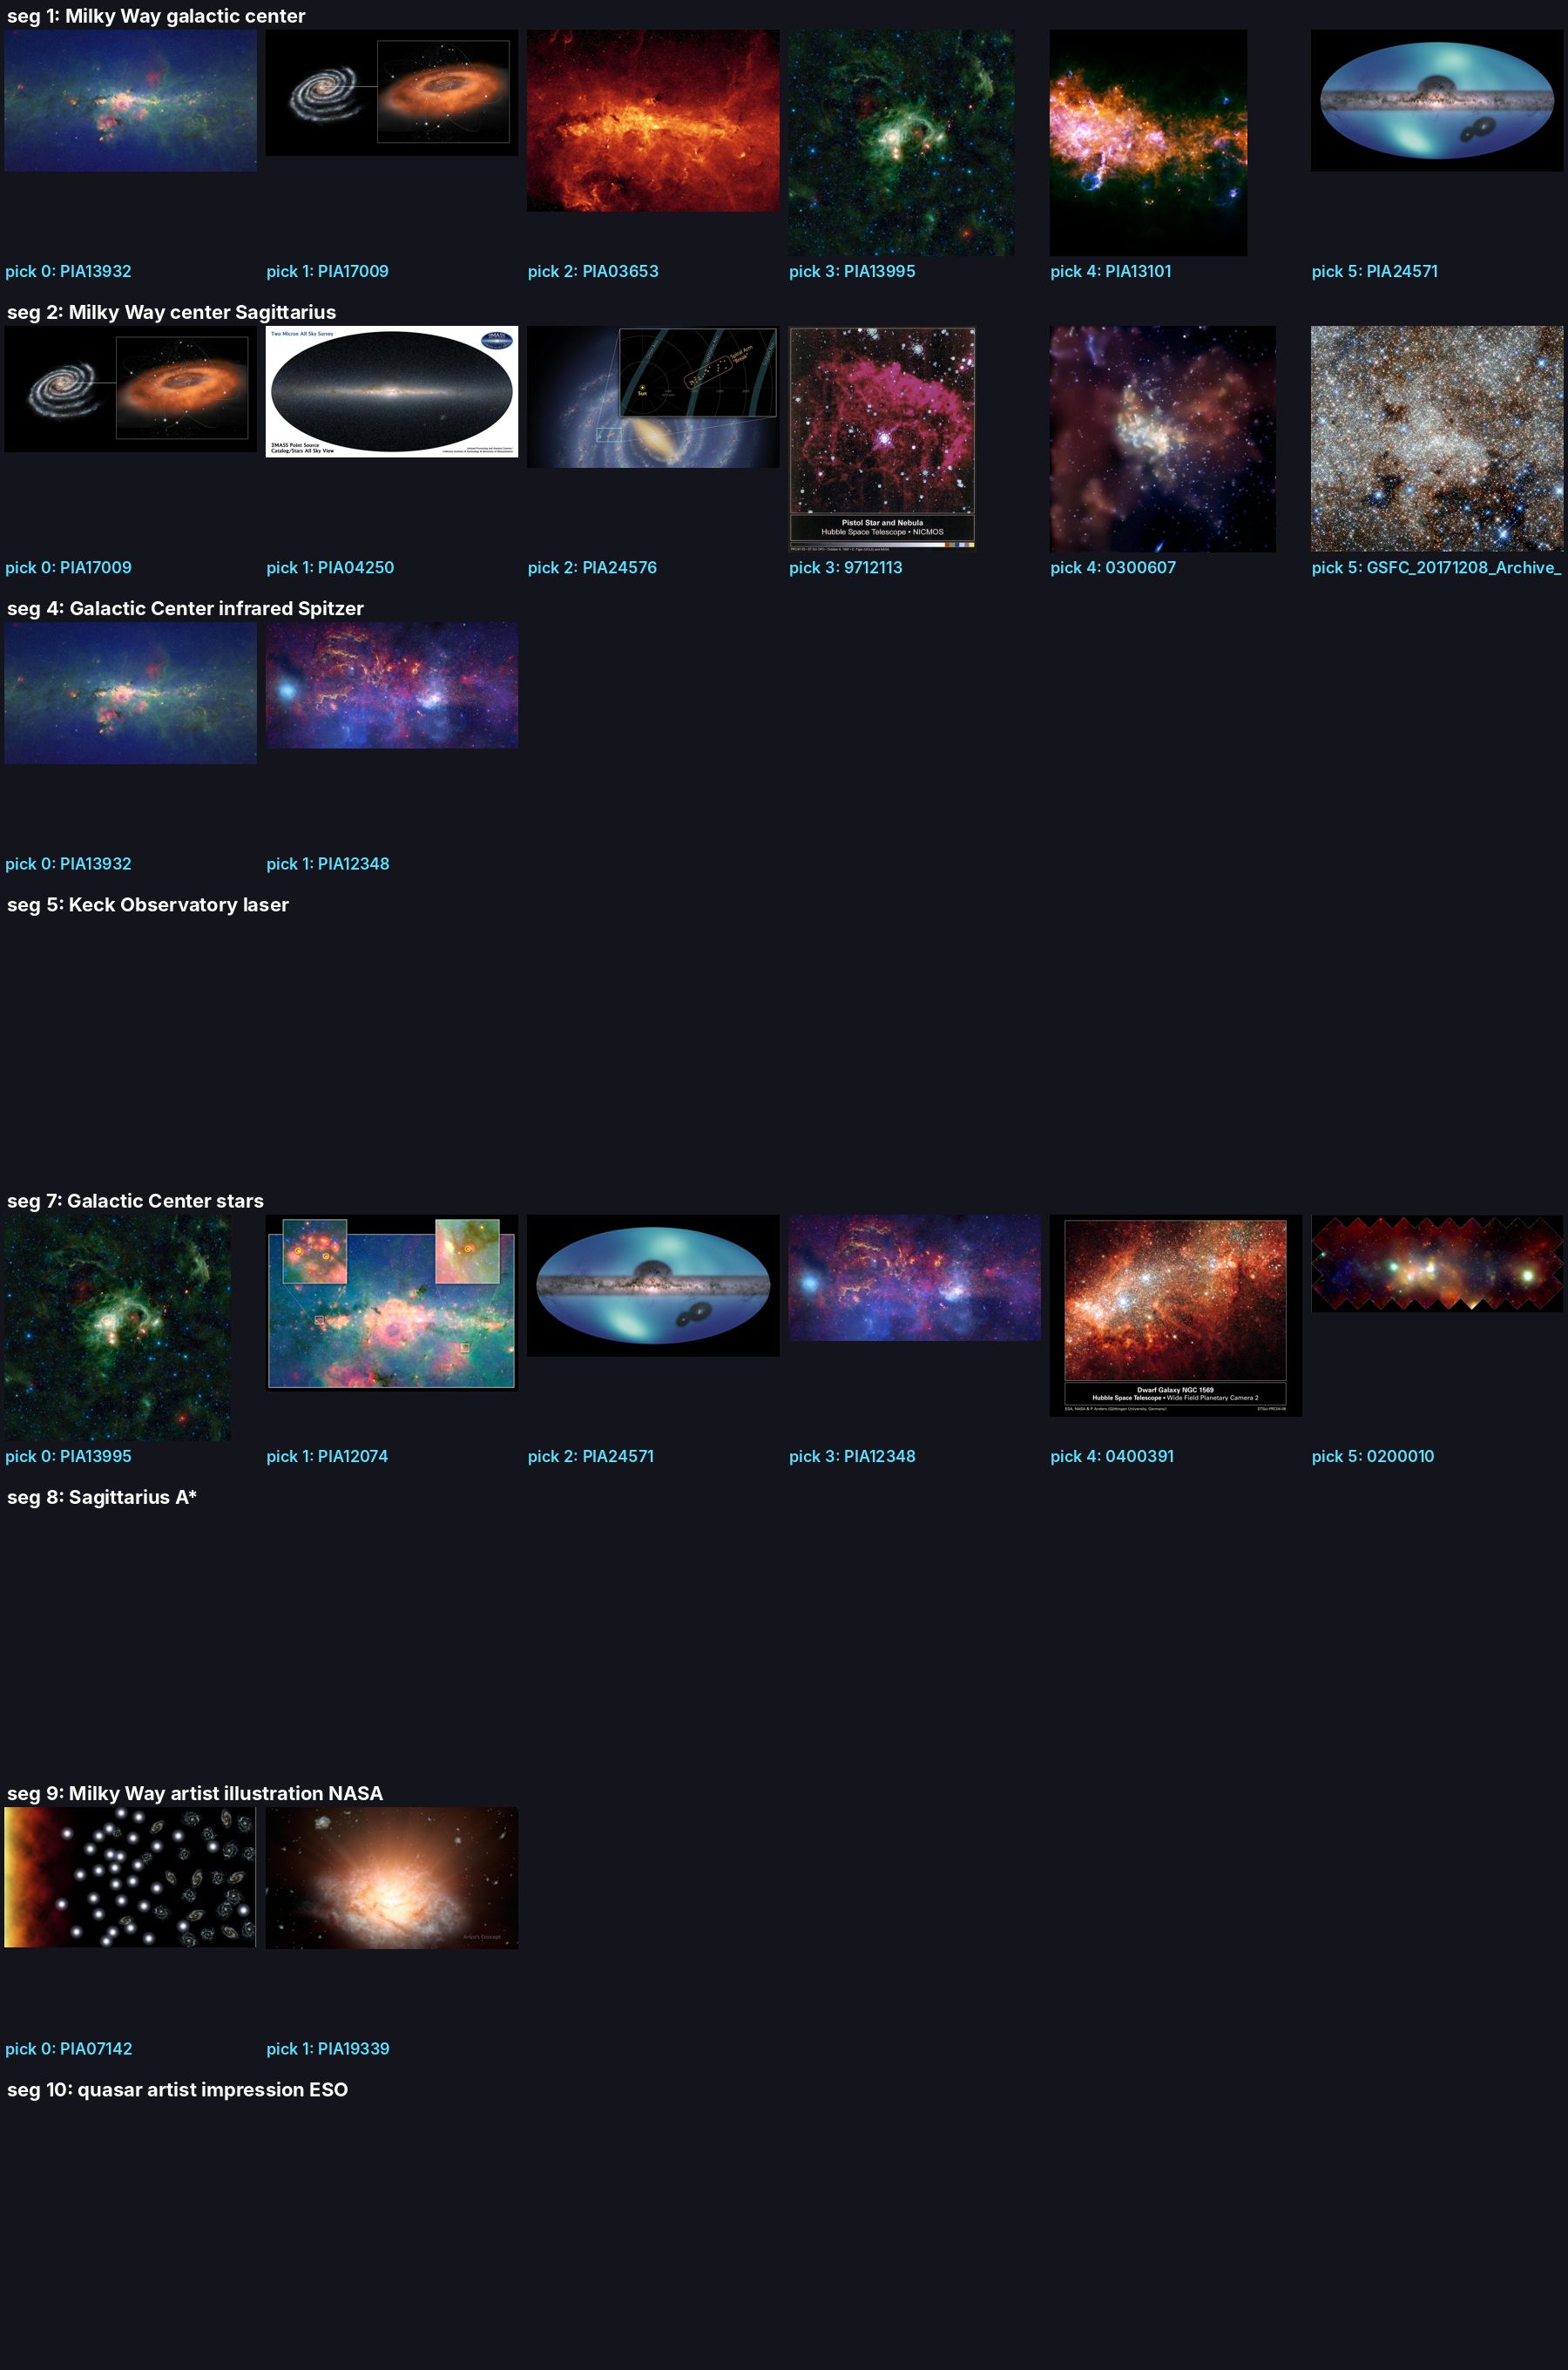 seg 1: Milky Way galactic center
pick 0: PIA13932
pick 1: PIA17009
pick 2: PIA03653
pick 3: PIA13995
pick 4: PIA13101
pick 5: PIA24571
seg 2: Milky Way center Sagittarius
Two Micron All Sky Survey
2MASS Point Source
Catalog/Stars All Sky View
Sun
Spiral Arm
"Break"
Pistol Star and Nebula
Hubble Space Telescope • NICMOS
pick 0: PIA17009
pick 1: PIA04250
pick 2: PIA24576
pick 3: 9712113
pick 4: 0300607
pick 5: GSFC_20171208_Archive_
seg 4: Galactic Center infrared Spitzer
pick 0: PIA13932
pick 1: PIA12348
seg 5: Keck Observatory laser
seg 7: Galactic Center stars
Dwarf Galaxy NGC 1569
Hubble Space Telescope • Wide Field Planetary Camera 2
pick 0: PIA13995
pick 1: PIA12074
pick 2: PIA24571
pick 3: PIA12348
pick 4: 0400391
pick 5: 0200010
seg 8: Sagittarius A*
seg 9: Milky Way artist illustration NASA
Artist's Concept
pick 0: PIA07142
pick 1: PIA19339
seg 10: quasar artist impression ESO